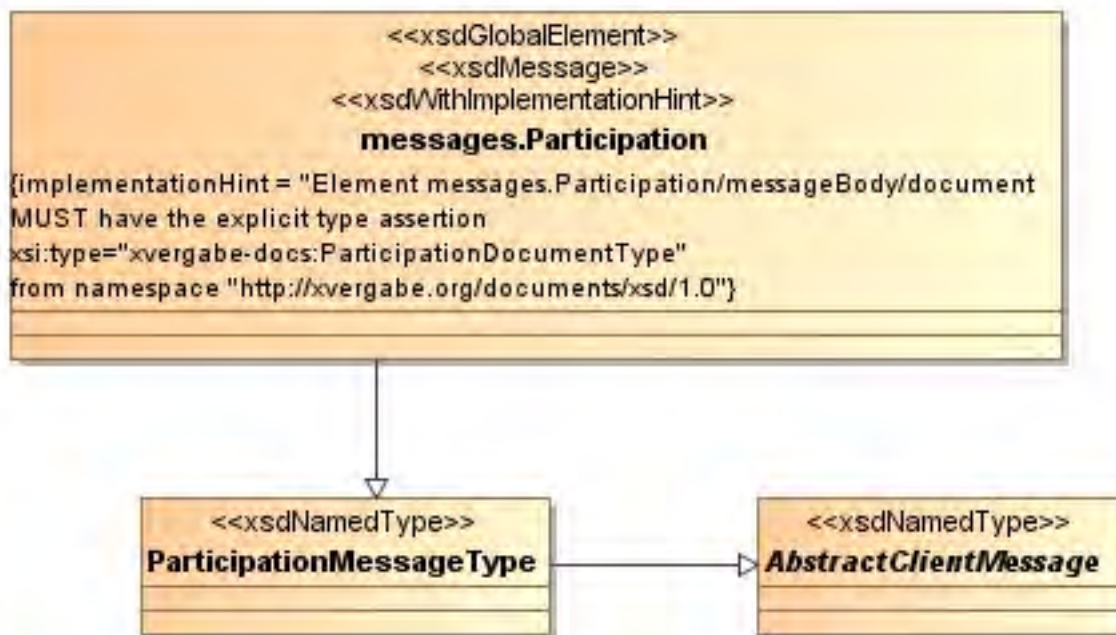 <<xsdGlobalElement>>
<<xsdMessage>>
<<xsdWithImplementationHint>>
messages.Participation
{implementationHint = "Element messages.Participation/messageBody/document
MUST have the explicit type assertion
xsi:type="xvergabe-docs:ParticipationDocumentType"
from namespace "http://xvergabe.org/documents/xsd/1.0"}
<<xsdNamedType>>
ParticipationMessageType
<<xsdNamedType>>
AbstractClientMessage